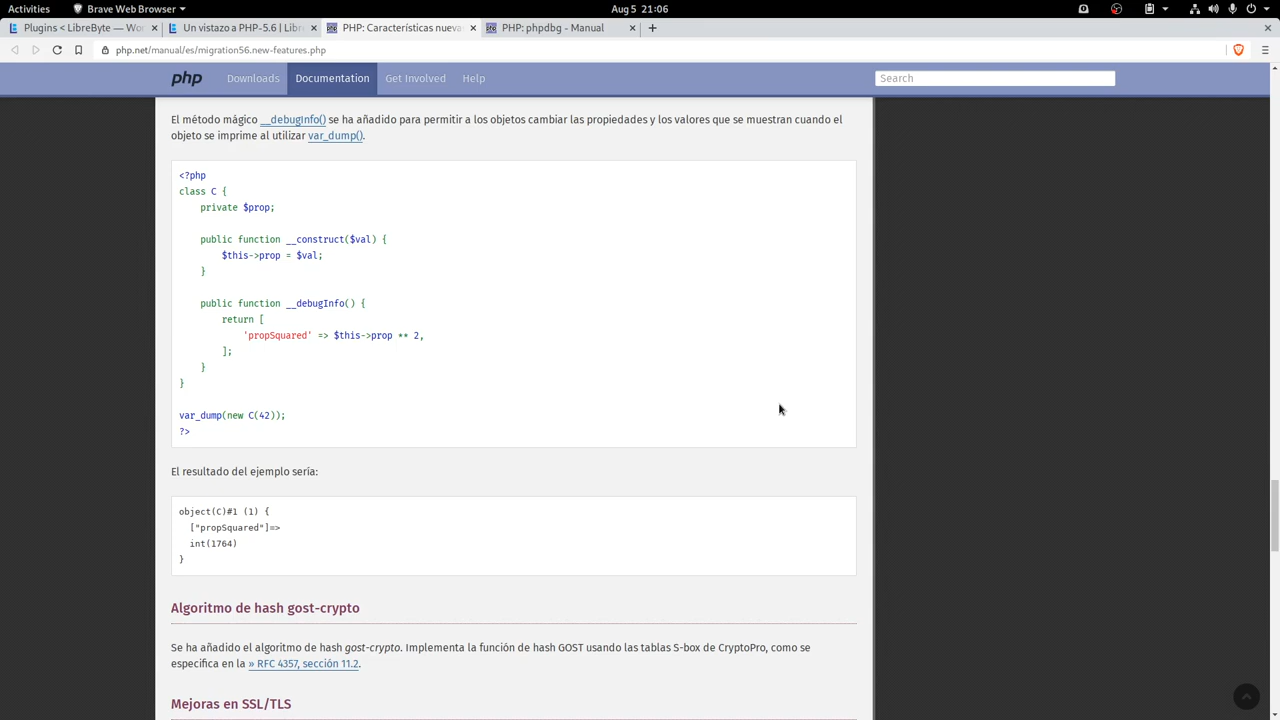 Activities
Brave Web Browser
Aug 5 21:06
Plugins < LibreByte — Wo
Un vistazo a PHP-5.6 | Libr
PHP: Características nueva
PHP: phpdbg - Manual
php.net/manual/es/migration56.new-features.php
php
Downloads
Documentation
Get Involved
Help
Search
El método mágico __debugInfo() se ha añadido para permitir a los objetos cambiar las propiedades y los valores que se muestran cuando el
objeto se imprime al utilizar var_dump().
<?php
class C {
    private $prop;
    public function __construct($val) {
        $this->prop = $val;
    }
    public function __debugInfo() {
        return [
            'propSquared' => $this->prop ** 2,
        ];
    }
}
var_dump(new C(42));
?>
El resultado del ejemplo sería:
object(C)#1 (1) {
  ["propSquared"]=>
  int(1764)
}
Algoritmo de hash gost-crypto
Se ha añadido el algoritmo de hash gost-crypto. Implementa la función de hash GOST usando las tablas S-box de CryptoPro, como se
especifica en la » RFC 4357, sección 11.2.
Mejoras en SSL/TLS